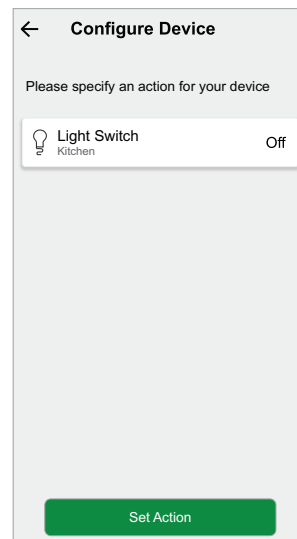 Configure Device
Please specify an action for your device
Light Switch
Off
Kitchen
Set Action